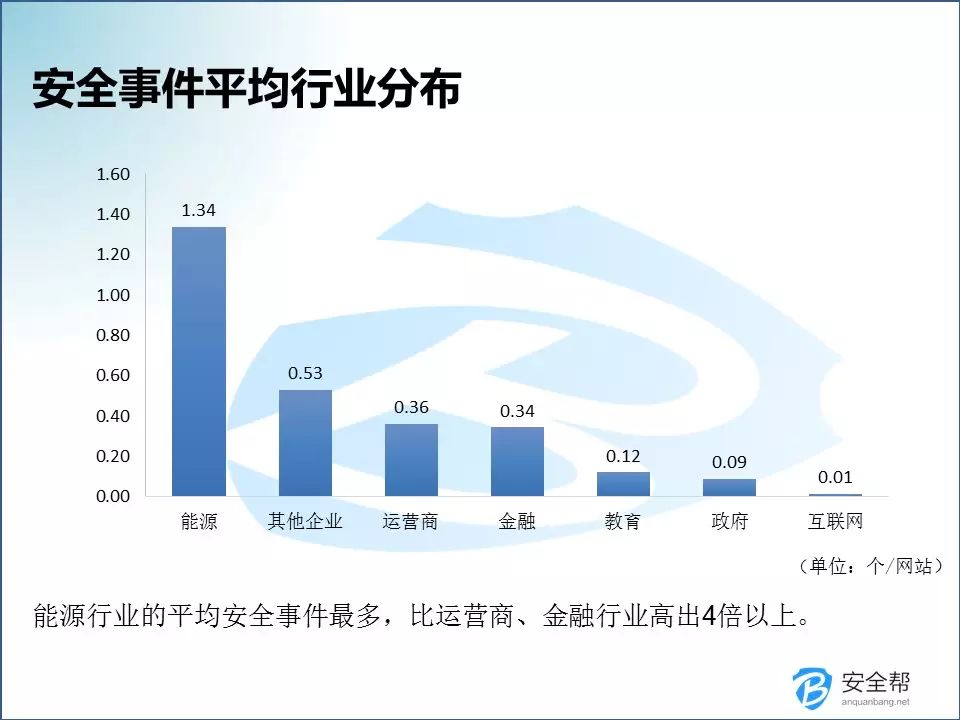 安全事件平均行业分布
1.60
1.40
1.20
1.00
0.80
0.60
0.40
0.20
0.00
1.34
0.53
0.36
0.34
0.12
0.09
0.01
能源 其他企业 运营商 金融 教育 政府 互联网
（单位：个/网站）
能源行业的平均安全事件最多，比运营商、金融行业高出4倍以上。
安全帮
anquanbang.net